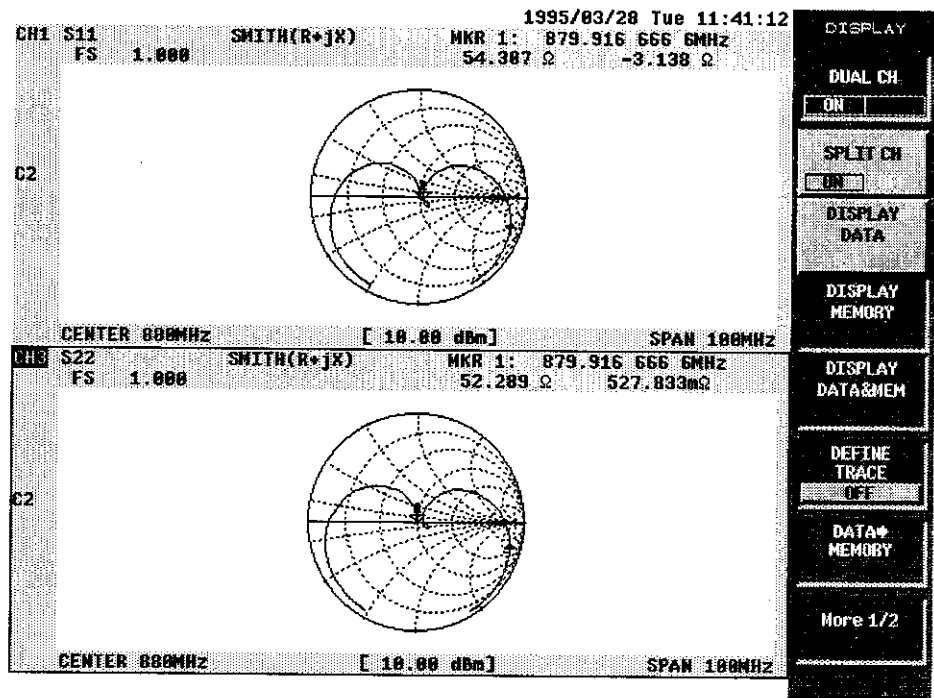 1995/03/28 Tue 11:41:12
CH1 S11 SMITH(R+jX) MKR 1: 879.916 666 6MHz
FS 1.000 54.307 Ω -3.138 Ω
C2
CENTER 880MHz [ 10.00 dBm] SPAN 100MHz
CH3 S22 SMITH(R+jX) MKR 1: 879.916 666 6MHz
FS 1.000 52.289 Ω 527.833mΩ
C2
CENTER 880MHz [ 10.00 dBm] SPAN 100MHz
DISPLAY
DUAL CH
ON
SPLIT CH
ON
DISPLAY
DATA
DISPLAY
MEMORY
DISPLAY
DATA&MEM
DEFINE
TRACE
OFF
DATA➔
MEMORY
More 1/2